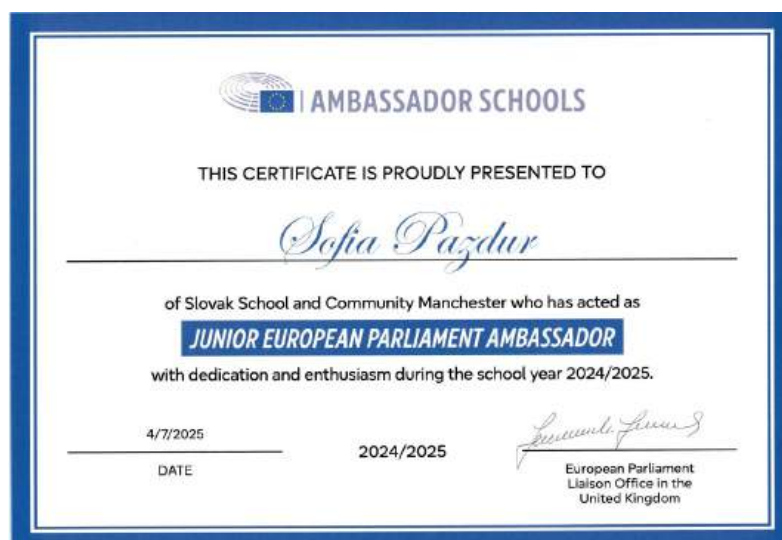 AMBASSADOR SCHOOLS
THIS CERTIFICATE IS PROUDLY PRESENTED TO
Sofia Pazdur
of Slovak School and Community Manchester who has acted as
JUNIOR EUROPEAN PARLIAMENT AMBASSADOR
with dedication and enthusiasm during the school year 2024/2025.
4/7/2025
DATE
2024/2025
European Parliament
Liaison Office in the
United Kingdom